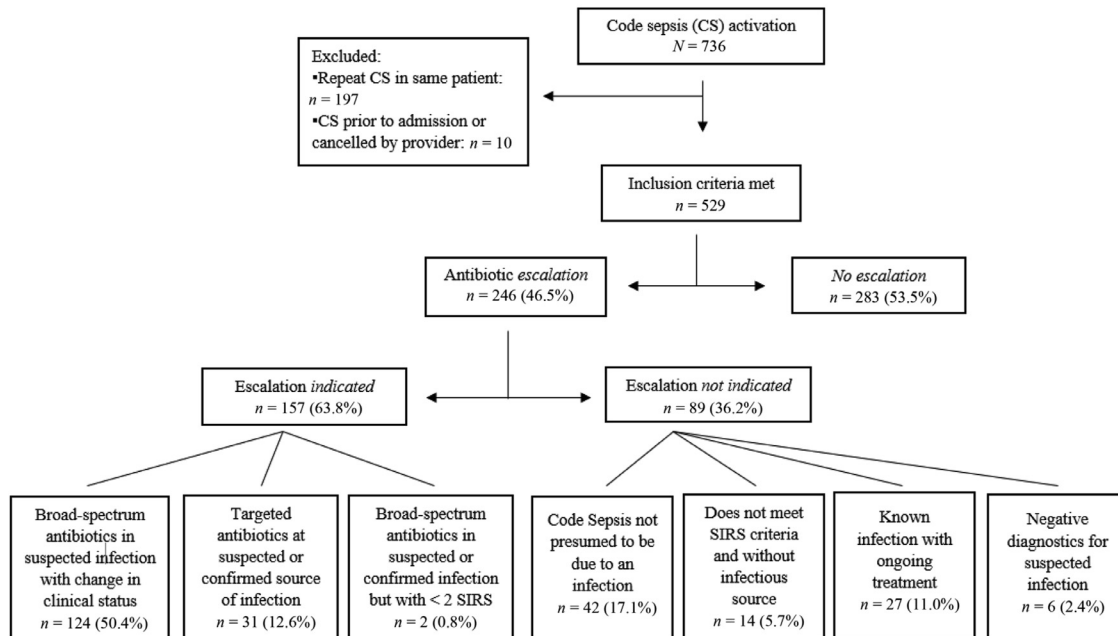 Code sepsis (CS) activation
N = 736
Excluded:
▪Repeat CS in same patient:
n = 197
▪CS prior to admission or
cancelled by provider: n = 10
Inclusion criteria met
n = 529
Antibiotic escalation
n = 246 (46.5%)
No escalation
n = 283 (53.5%)
Escalation indicated
n = 157 (63.8%)
Escalation not indicated
n = 89 (36.2%)
Broad-spectrum
antibiotics in
suspected infection
with change in
clinical status
n = 124 (50.4%)
Targeted
antibiotics at
suspected or
confirmed source
of infection
n = 31 (12.6%)
Broad-spectrum
antibiotics in
suspected or
confirmed infection
but with < 2 SIRS
n = 2 (0.8%)
Code Sepsis not
presumed to be
due to an
infection
n = 42 (17.1%)
Does not meet
SIRS criteria
and without
infectious
source
n = 14 (5.7%)
Known
infection with
ongoing
treatment
n = 27 (11.0%)
Negative
diagnostics for
suspected
infection
n = 6 (2.4%)